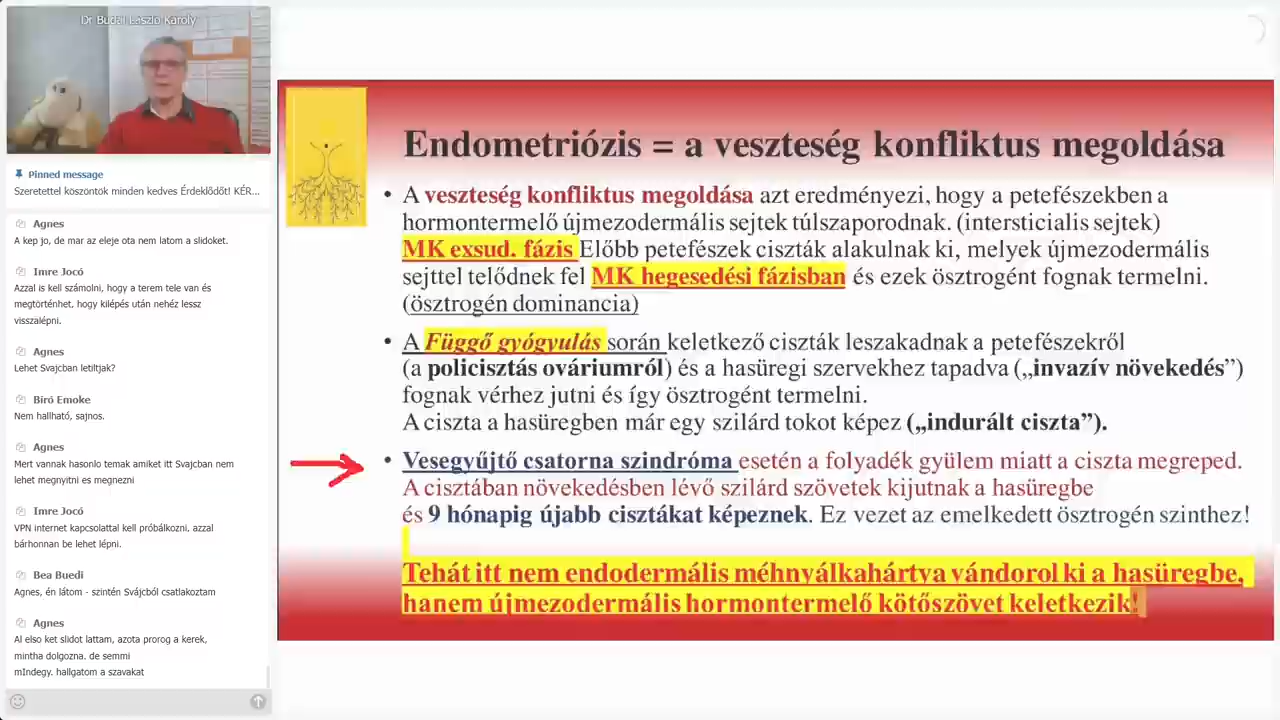 Dr Budai László Károly
Pinned message
Szeretettel köszöntök minden kedves Érdeklődőt! KÉR...
Agnes
A kep jo, de mar az eleje ota nem latom a slidoket.
Imre Jocó
Azzal is kell számolni, hogy a terem tele van és
megtörténhet, hogy kilépés után nehéz lessz
visszalépni.
Agnes
Lehet Svajcban letiltjak?
Bíró Emoke
Nem hallható, sajnos.
Agnes
Mert vannak hasonlo temak amiket itt Svajcban nem
lehet megnyitni es megnezni
Imre Jocó
VPN internet kapcsolattal kell próbálkozni, azzal
bárhonnan be lehet lépni.
Bea Buedi
Agnes, én látom - szintén Svájcból csatlakoztam
Agnes
Al elso ket slidot lattam, azota prorog a kerek,
mintha dolgozna. de semmi
mIndegy. hallgatom a szavakat
Endometriózis = a veszteség konfliktus megoldása
• A veszteség konfliktus megoldása azt eredményezi, hogy a petefészekben a
hormontermelő újmezodermális sejtek túlszaporodnak. (intersticialis sejtek)
MK exsud. fázis Előbb petefészek ciszták alakulnak ki, melyek újmezodermális
sejttel telődnek fel MK hegesedési fázisban és ezek ösztrogént fognak termelni.
(ösztrogén dominancia)
• A Függő gyógyulás során keletkező ciszták leszakadnak a petefészekről
(a policisztás ováriumról) és a hasüregi szervekhez tapadva („invazív növekedés”)
fognak vérhez jutni és így ösztrogént termelni.
A ciszta a hasüregben már egy szilárd tokot képez („indurált ciszta”).
• Vesegyűjtő csatorna szindróma esetén a folyadék gyülem miatt a ciszta megreped.
A cisztában növekedésben lévő szilárd szövetek kijutnak a hasüregbe
és 9 hónapig újabb cisztákat képeznek. Ez vezet az emelkedett ösztrogén szinthez!
Tehát itt nem endodermális méhnyálkahártya vándorol ki a hasüregbe,
hanem újmezodermális hormontermelő kötőszövet keletkezik!